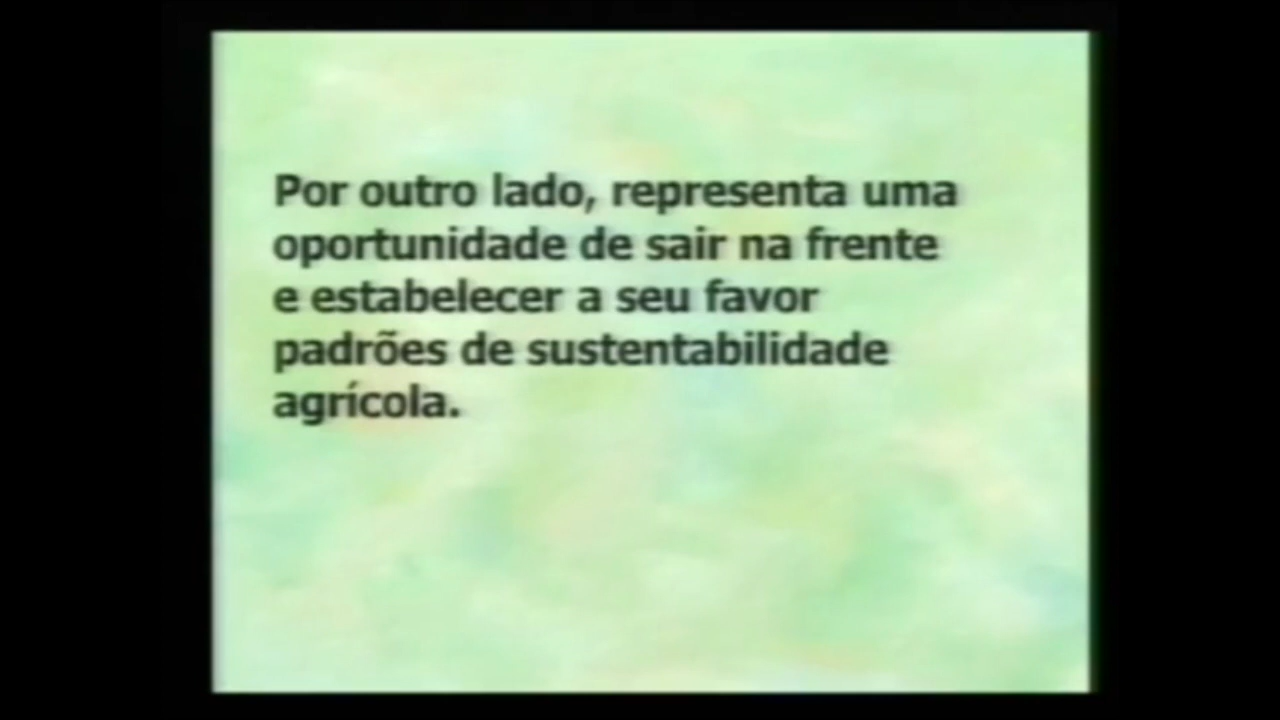 Por outro lado, representa uma
oportunidade de sair na frente
e estabelecer a seu favor
padrões de sustentabilidade
agrícola.